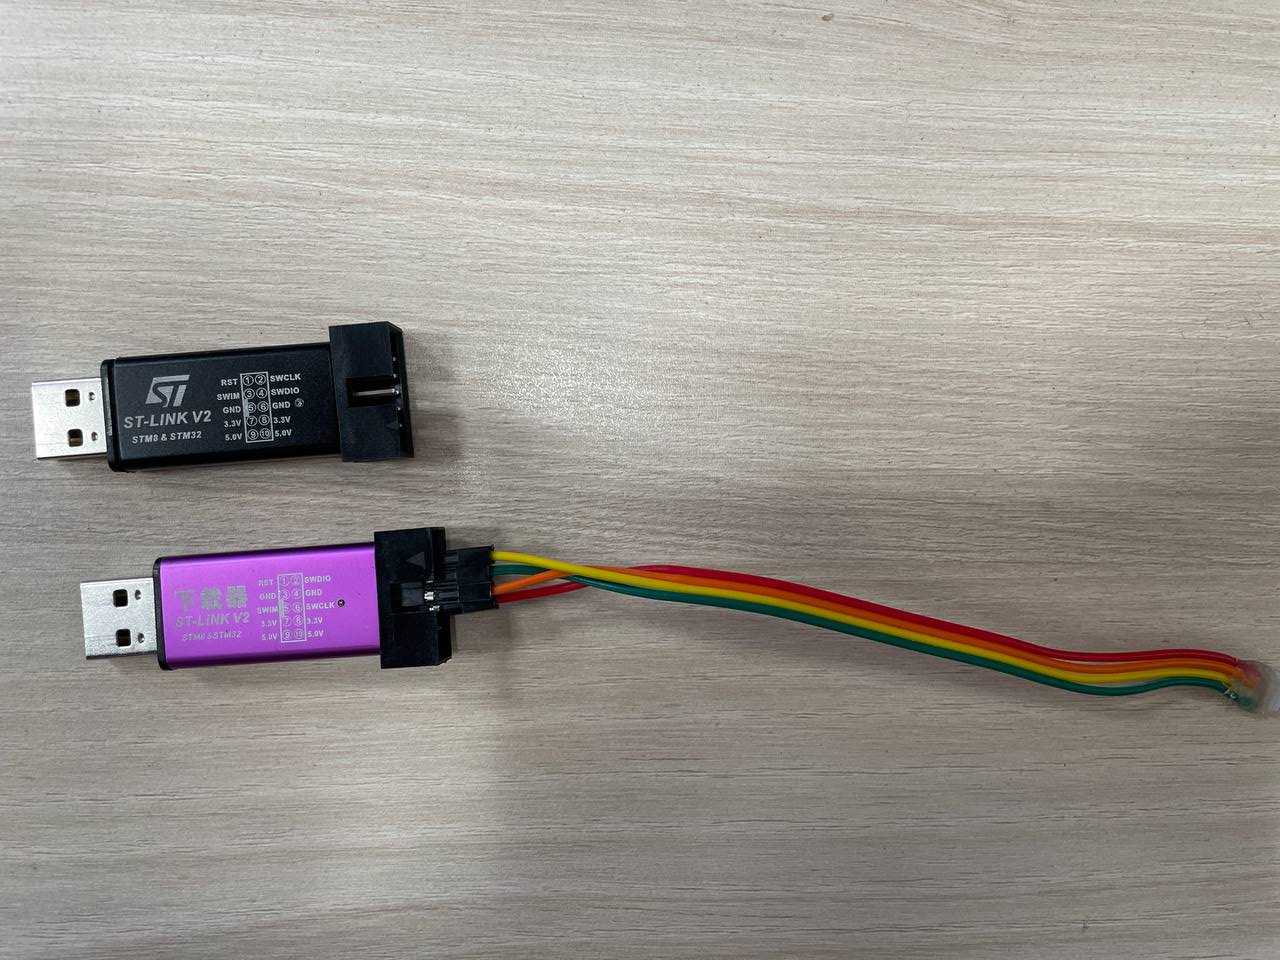 ST
ST-LINK V2
STM8 & STM32
RST 1 2 SWCLK
SWIM 3 4 SWDIO
GND 5 6 GND
3.3V 7 8 3.3V
5.0V 9 10 5.0V
下载器
ST-LINK V2
STM8 & STM32
RST 1 2 SWDIO
GND 3 4 GND
SWIM 5 6 SWCLK
3.3V 7 8 3.3V
5.0V 9 10 5.0V